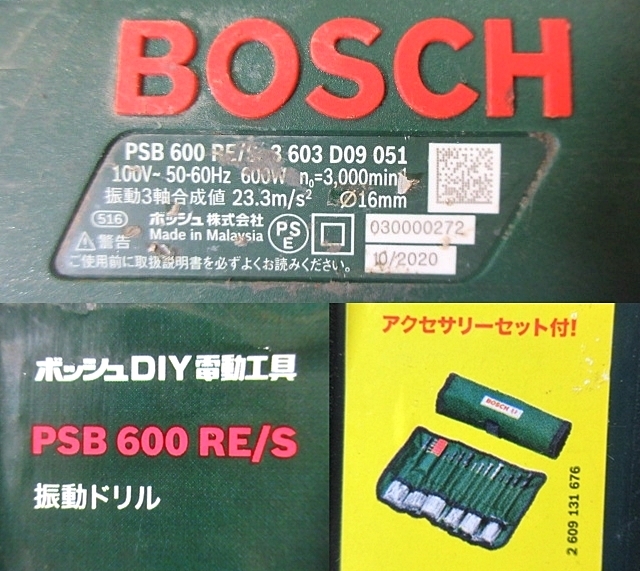 BOSCH
PSB 600 RE/S 3 603 D09 051
100V~ 50-60Hz 600W n₀=3,000min⁻¹
振動3軸合成値 23.3m/s² Ø16mm
516 ボッシュ株式会社
Made in Malaysia
PS E
030000272
警告
10/2020
ご使用前に取扱説明書を必ずよくお読みください。
ボッシュDIY電動工具
PSB 600 RE/S
振動ドリル
アクセサリーセット付!
BOSCH
2 609 131 676